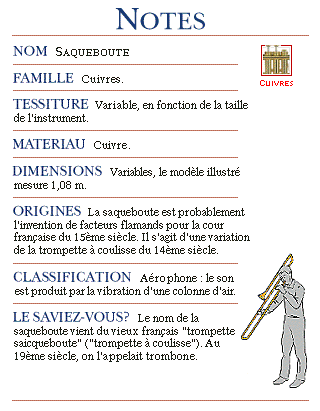 NOTES
NOM SAQUEBOUTE
CUIVRES
FAMILLE Cuivres.
TESSITURE Variable, en fonction de la taille
de l'instrument.
MATERIAU Cuivre.
DIMENSIONS Variables, le modèle illustré
mesure 1,08 m.
ORIGINES La saqueboute est probablement
l'invention de facteurs flamands pour la cour
française du 15ème siècle. Il s'agit d'une variation
de la trompette à coulisse du 14ème siècle.
CLASSIFICATION Aérophone : le son
est produit par la vibration d'une colonne d'air.
LE SAVIEZ-VOUS? Le nom de la
saqueboute vient du vieux français "trompette
saicqueboute" ("trompette à coulisse"). Au
19ème siècle, on l'appelait trombone.